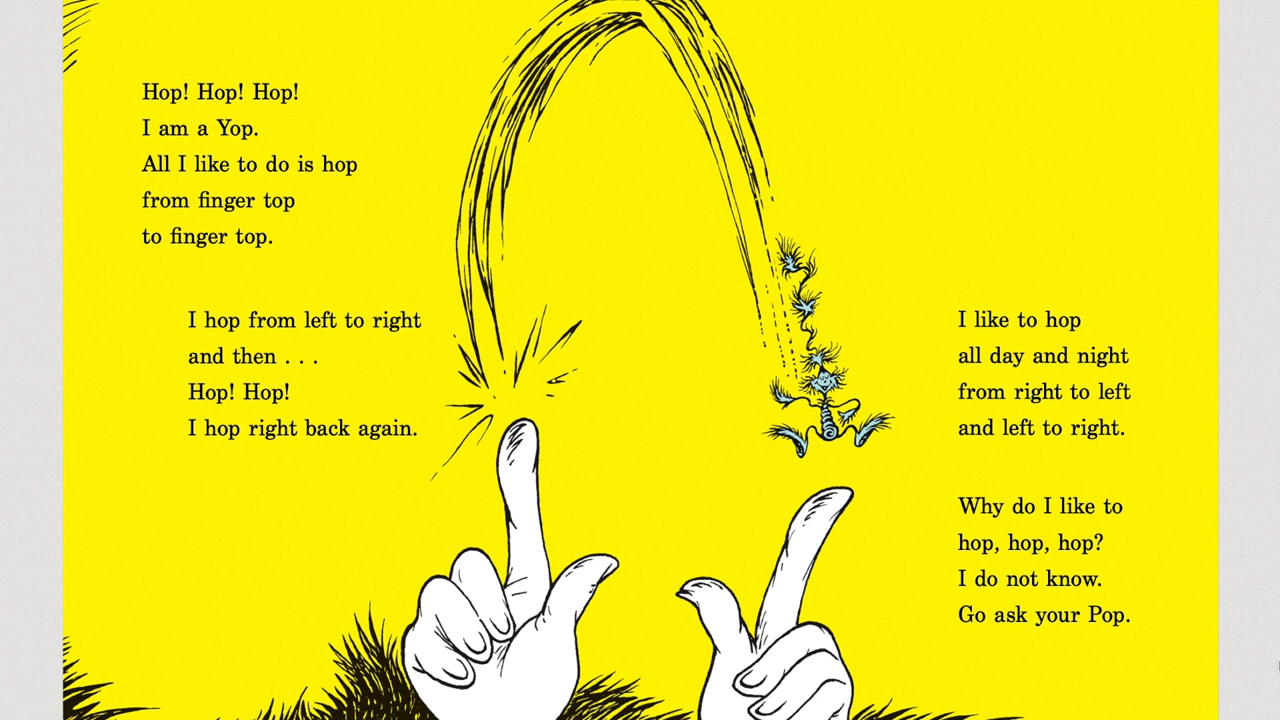 Hop! Hop! Hop!
I am a Yop.
All I like to do is hop
from finger top
to finger top.
I hop from left to right
and then . . .
Hop! Hop!
I hop right back again.
I like to hop
all day and night
from right to left
and left to right.
Why do I like to
hop, hop, hop?
I do not know.
Go ask your Pop.